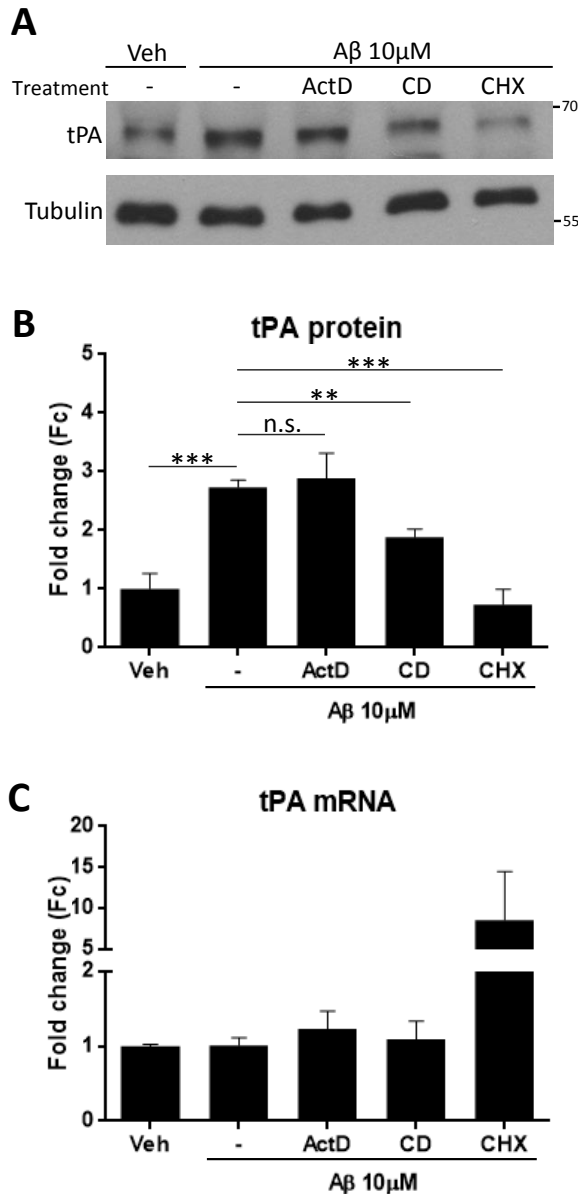 A
Veh Aβ 10μM
Treatment - - ActD CD CHX
tPA
70
Tubulin
55
B
tPA protein
Fold change (Fc)
5
4
3
2
1
0
***
**
n.s.
***
Veh - ActD CD CHX
Aβ 10μM
C
tPA mRNA
Fold change (Fc)
20
15
10
5
2
1
0
Veh - ActD CD CHX
Aβ 10μM